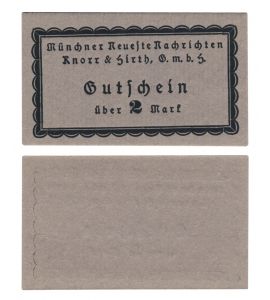 Münchner Neueste Nachrichten
Knorr & Hirth, G.m.b.H.
Gutschein
über 2 Mark